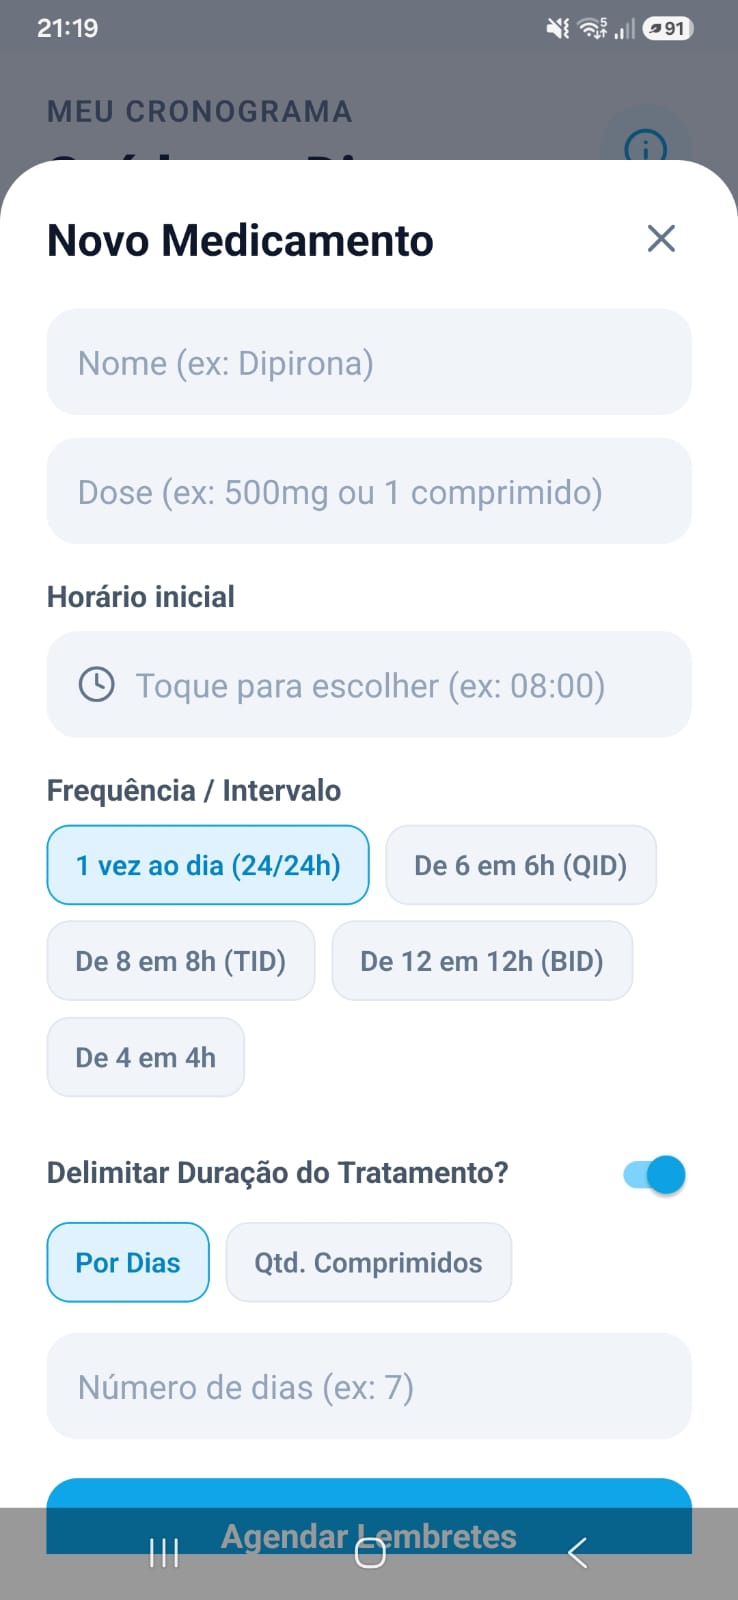 21:19
5
91
MEU CRONOGRAMA
Novo Medicamento
Nome (ex: Dipirona)
Dose (ex: 500mg ou 1 comprimido)
Horário inicial
Toque para escolher (ex: 08:00)
Frequência / Intervalo
1 vez ao dia (24/24h)
De 6 em 6h (QID)
De 8 em 8h (TID)
De 12 em 12h (BID)
De 4 em 4h
Delimitar Duração do Tratamento?
Por Dias
Qtd. Comprimidos
Número de dias (ex: 7)
Agendar Lembretes